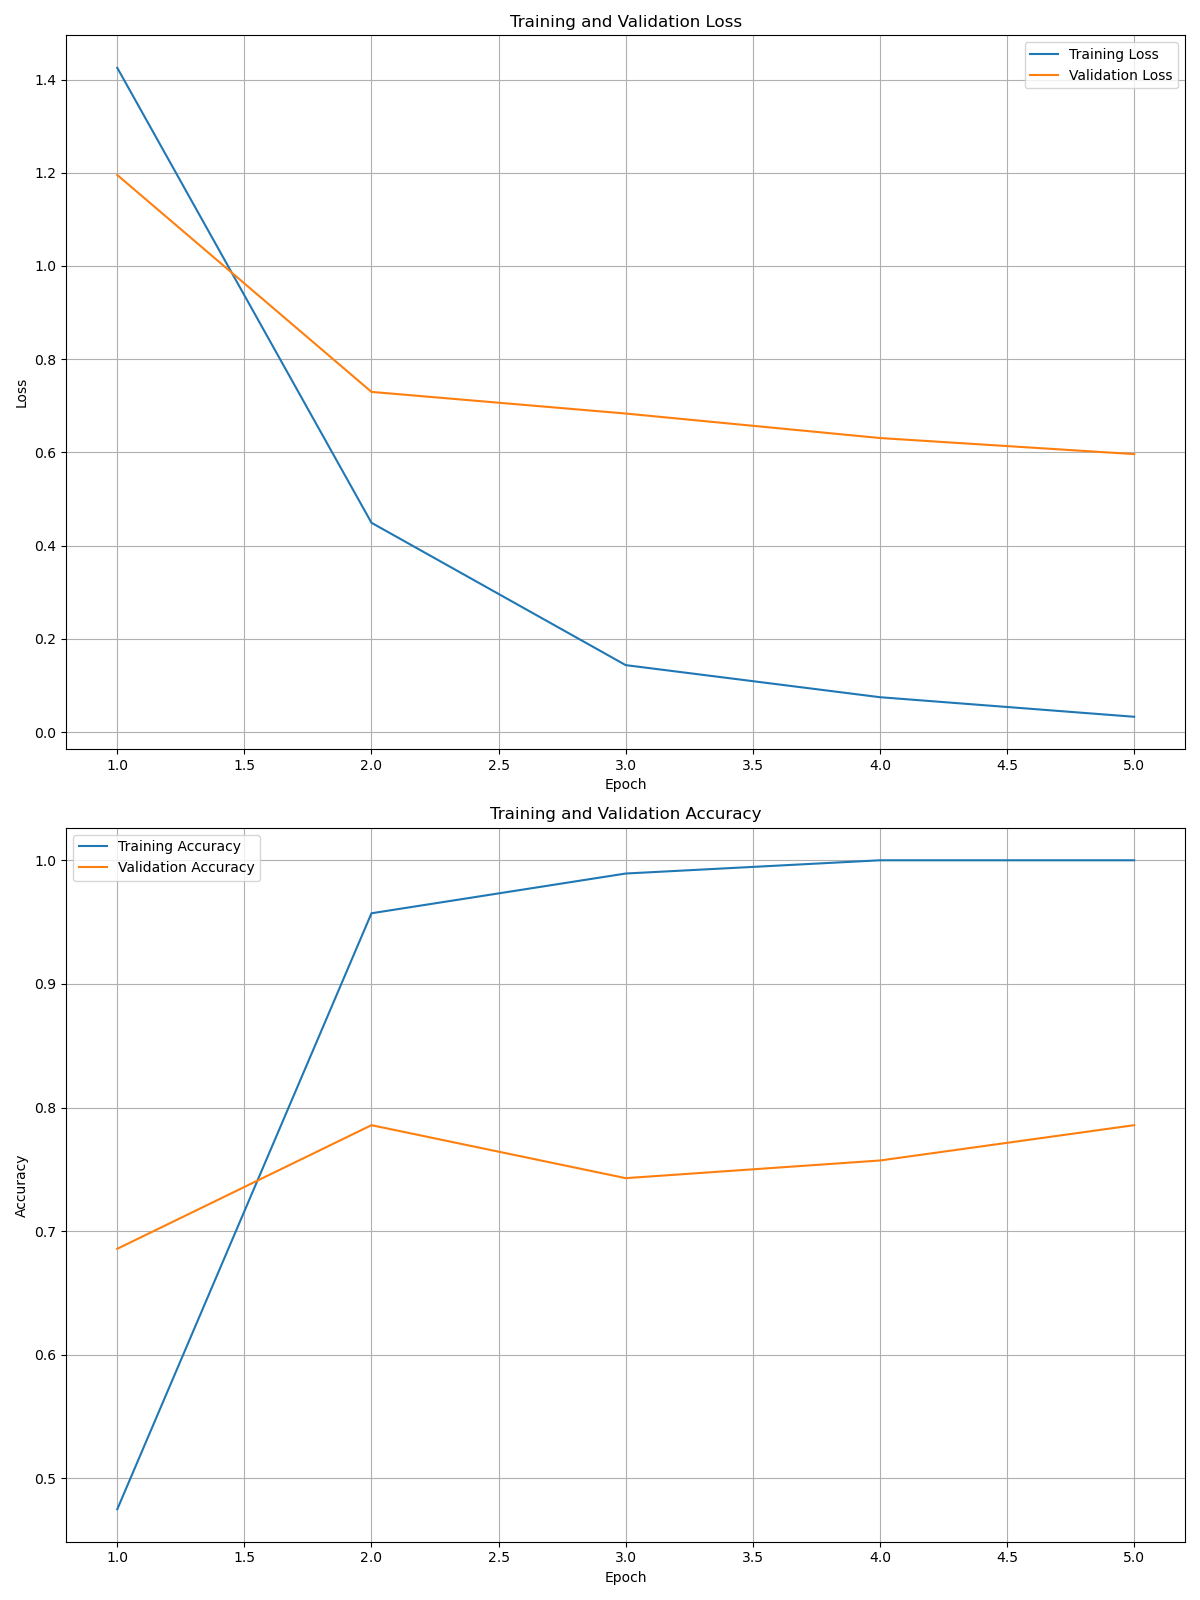 Training and Validation Loss
Training Loss
Validation Loss
1.4
1.2
1.0
0.8
0.6
0.4
0.2
0.0
Loss
1.0 1.5 2.0 2.5 3.0 3.5 4.0 4.5 5.0
Epoch
Training and Validation Accuracy
Training Accuracy
Validation Accuracy
1.0
0.9
0.8
0.7
0.6
0.5
Accuracy
1.0 1.5 2.0 2.5 3.0 3.5 4.0 4.5 5.0
Epoch